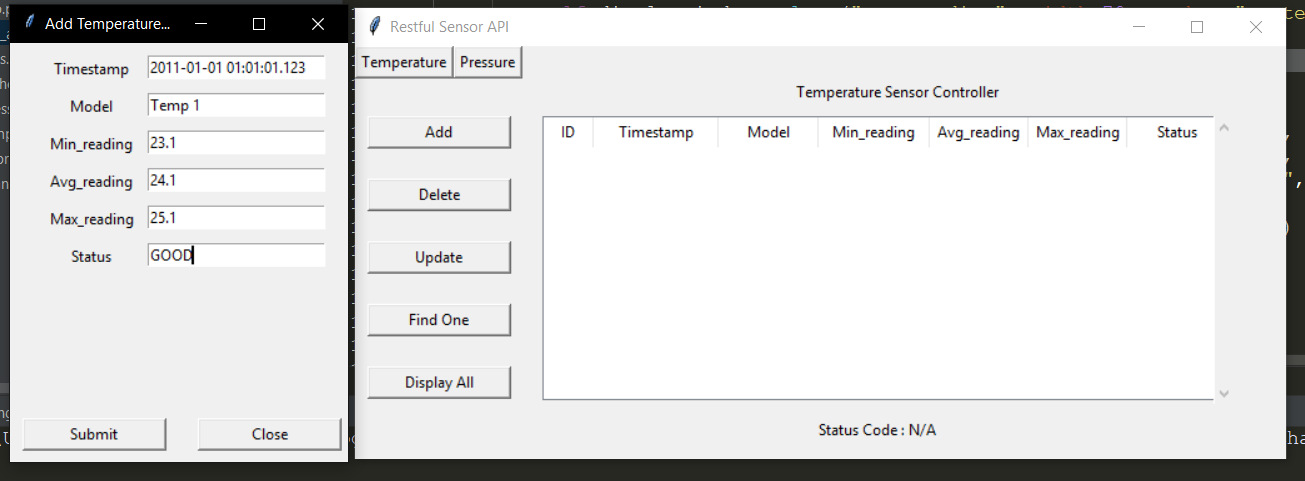 Add Temperature...
Timestamp 2011-01-01 01:01:01.123
Model Temp 1
Min_reading 23.1
Avg_reading 24.1
Max_reading 25.1
Status GOOD
Submit Close
Restful Sensor API
Temperature Pressure
Temperature Sensor Controller
Add
Delete
Update
Find One
Display All
ID Timestamp Model Min_reading Avg_reading Max_reading Status
Status Code : N/A